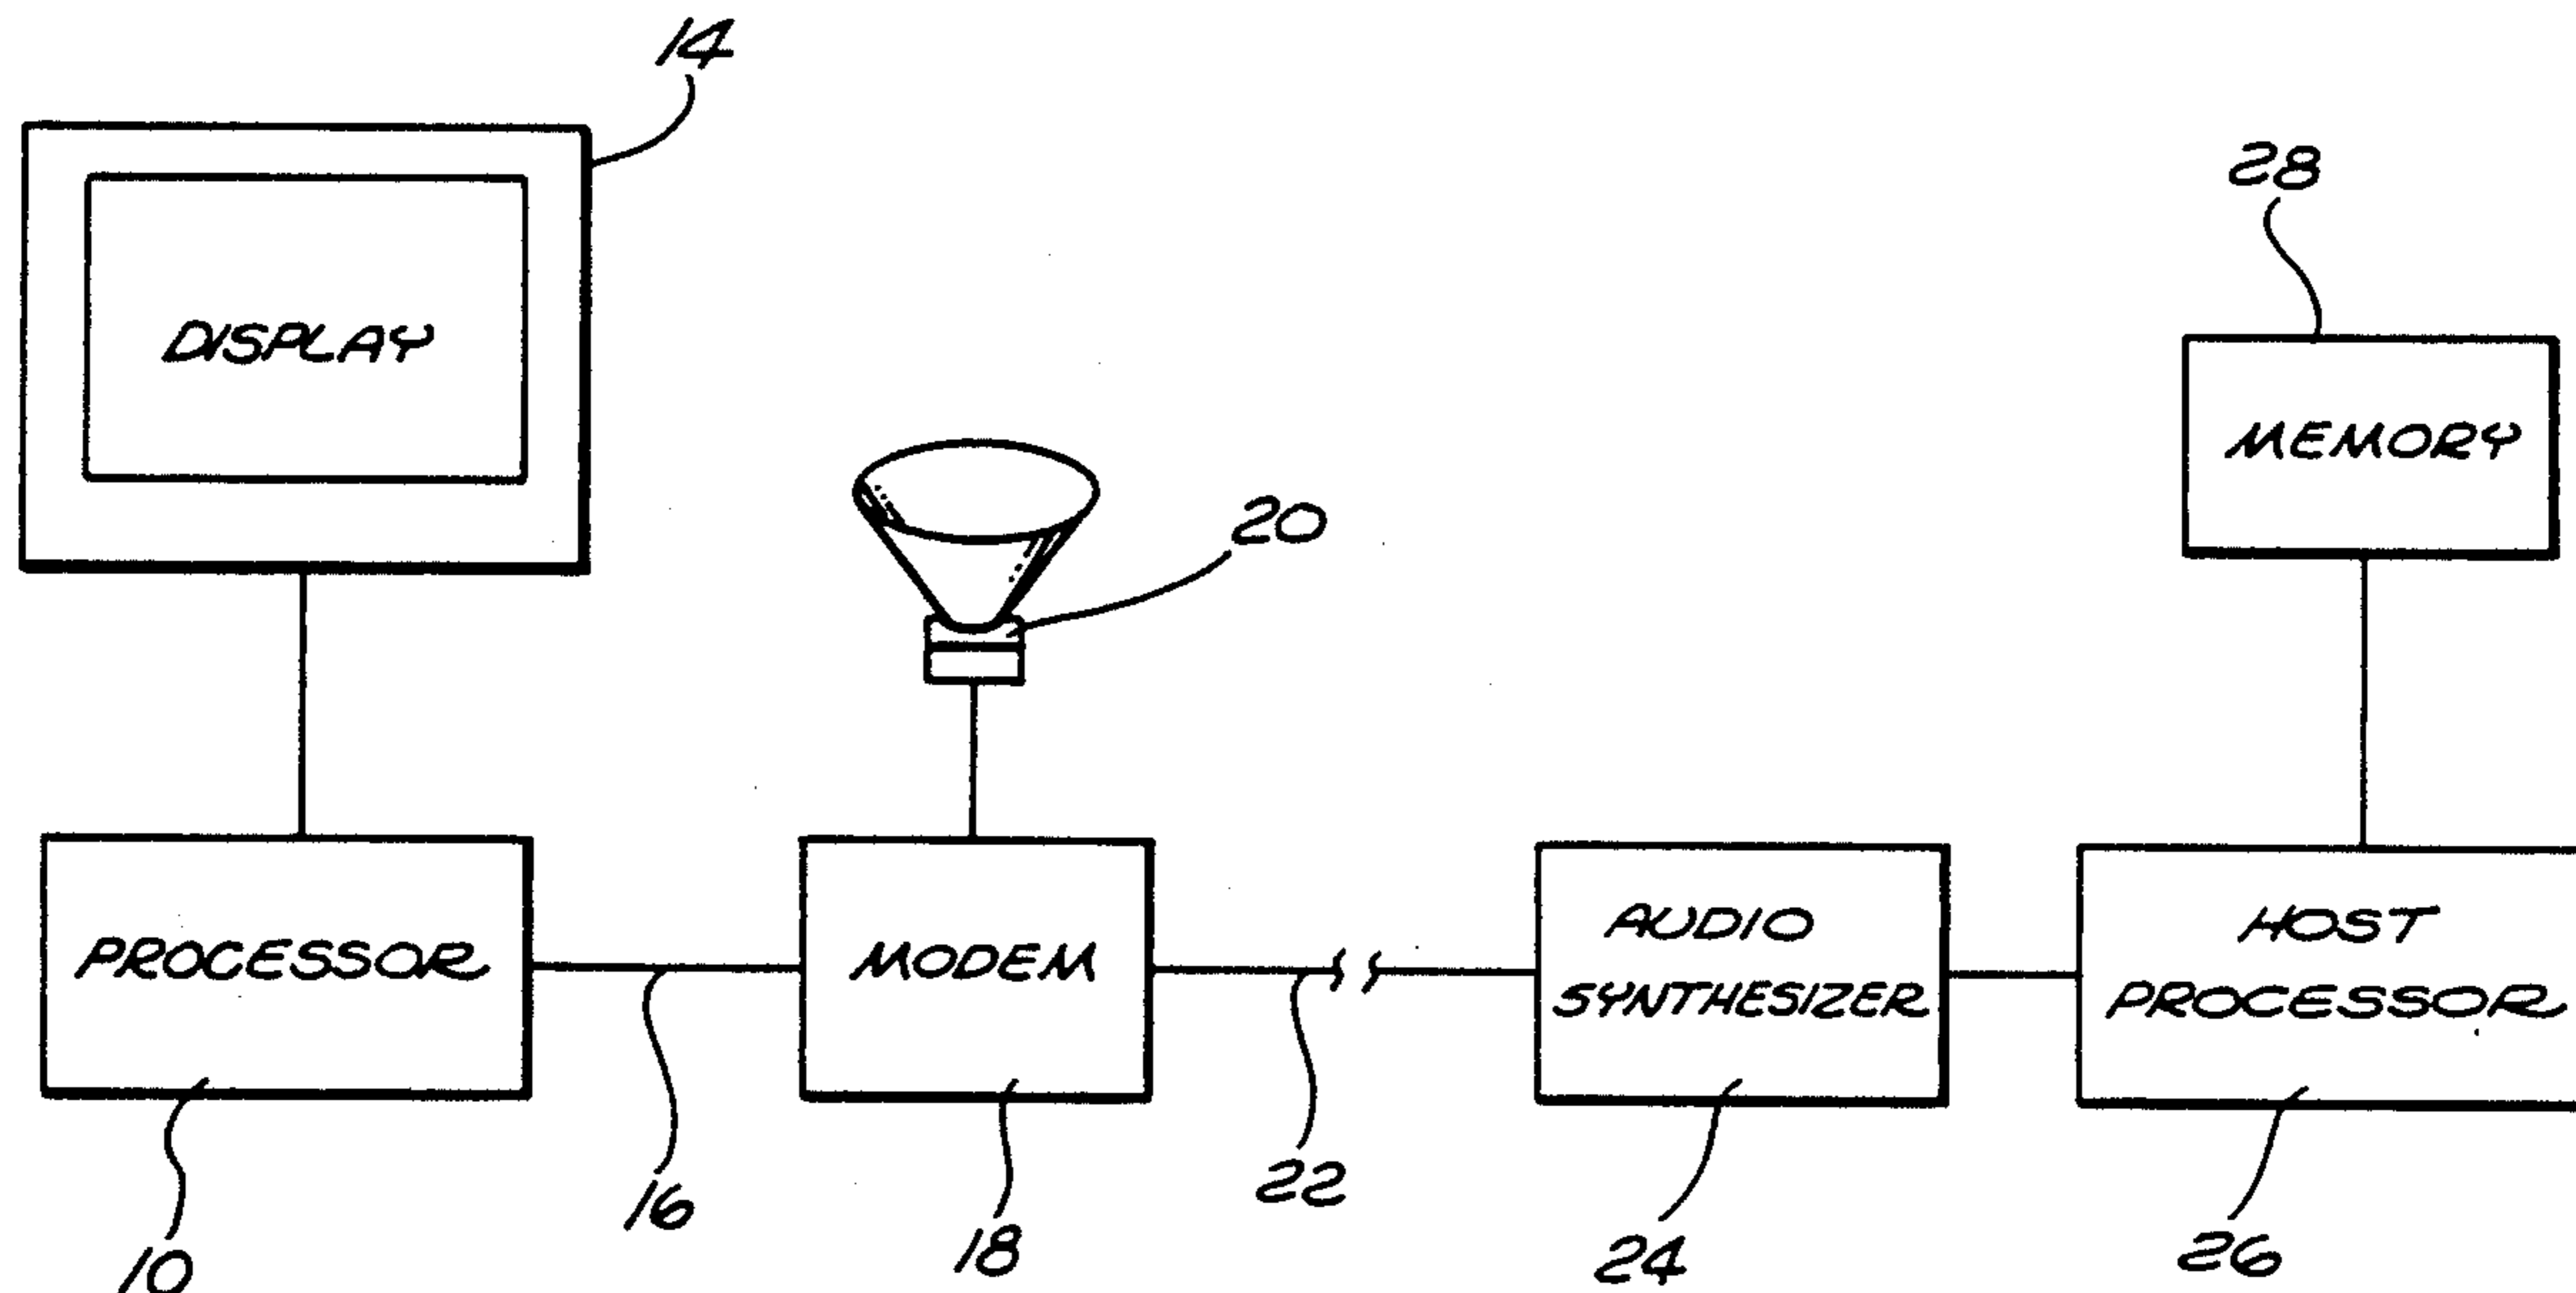 14
28
DISPLAY
MEMORY
20
PROCESSOR
MODEM
AUDIO
SYNTHESIZER
HOST
PROCESSOR
10
16
18
22
24
26